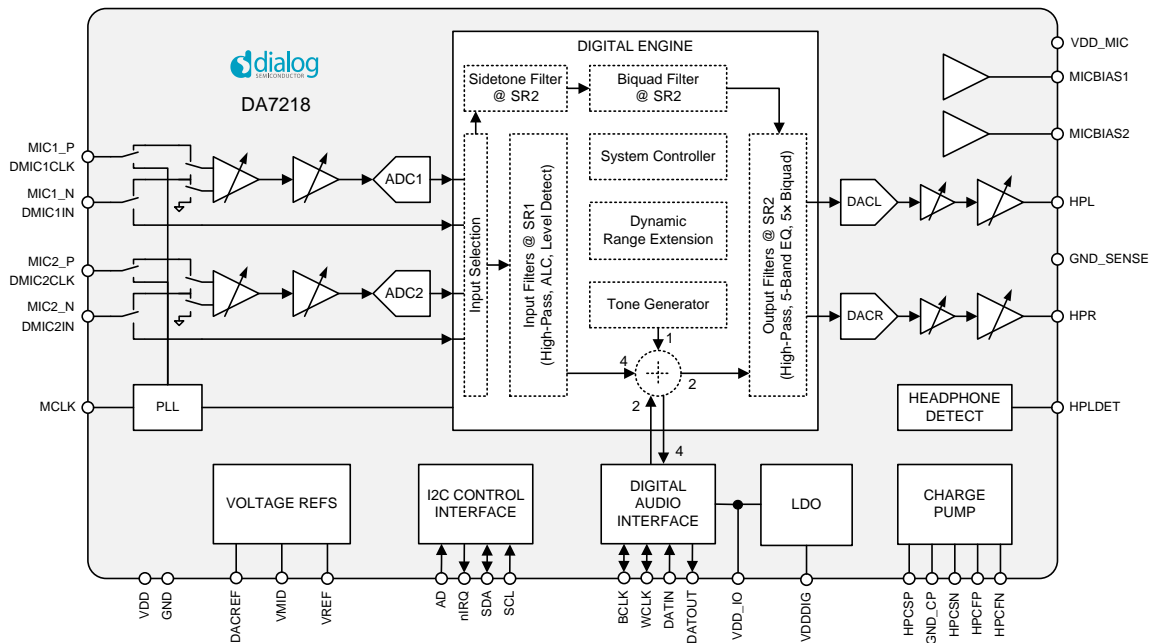 dialog
SEMICONDUCTOR
DA7218
DIGITAL ENGINE
Sidetone Filter
@ SR2
Biquad Filter
@ SR2
System Controller
Dynamic
Range Extension
Tone Generator
Input Selection
Input Filters @ SR1
(High-Pass, ALC, Level Detect)
Output Filters @ SR2
(High-Pass, 5-Band EQ, 5x Biquad)
1
4
2
2
4
MIC1_P
DMIC1CLK
MIC1_N
DMIC1IN
MIC2_P
DMIC2CLK
MIC2_N
DMIC2IN
MCLK
ADC1
ADC2
PLL
DACL
DACR
VDD_MIC
MICBIAS1
MICBIAS2
HPL
GND_SENSE
HPR
HPLDET
HEADPHONE
DETECT
VOLTAGE REFS
I2C CONTROL
INTERFACE
DIGITAL
AUDIO
INTERFACE
LDO
CHARGE
PUMP
VDD
GND
DACREF
VMID
VREF
AD
nIRQ
SDA
SCL
BCLK
WCLK
DATIN
DATOUT
VDD_IO
VDDDIG
HPCSP
GND_CP
HPCSN
HPCFP
HPCFN